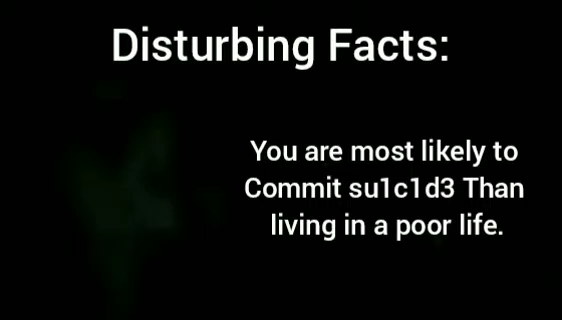 Disturbing Facts:
You are most likely to
Commit su1c1d3 Than
living in a poor life.